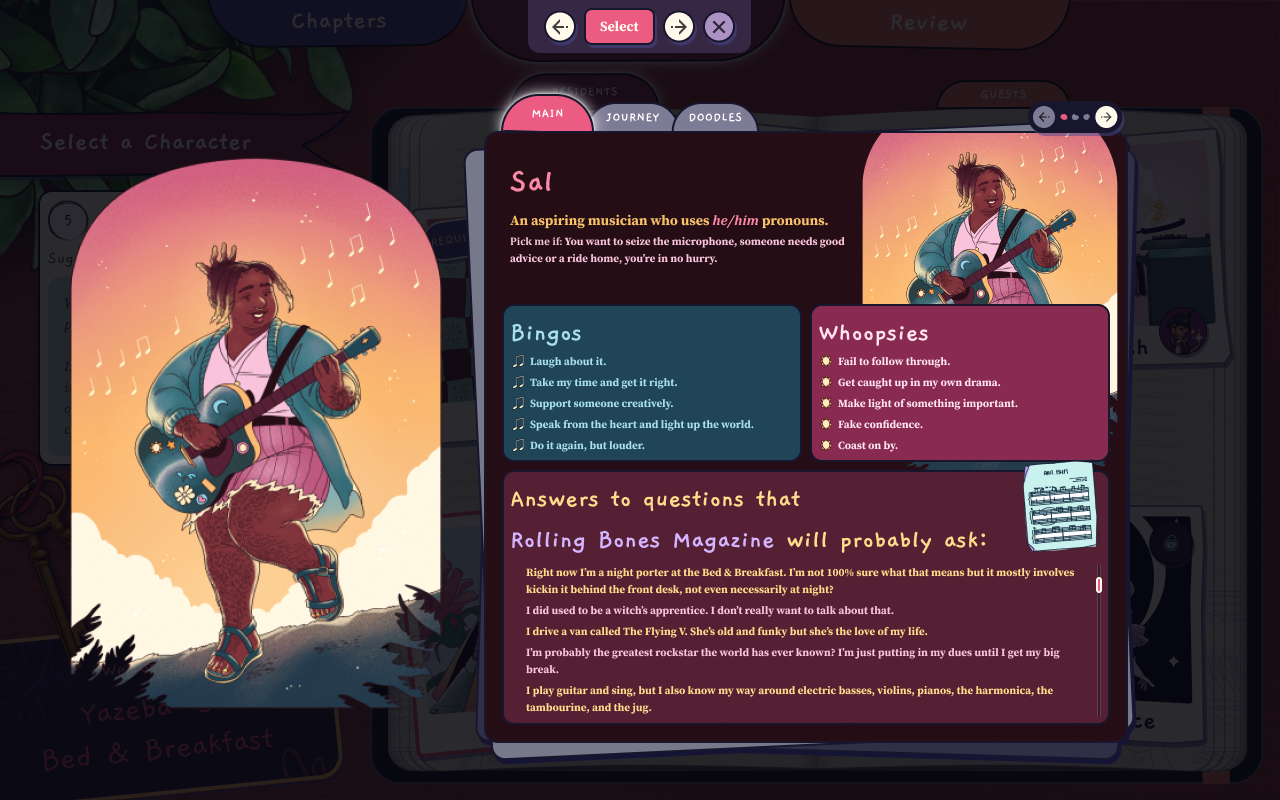 Chapters
Select
Review
RESIDENTS
GUESTS
MAIN
JOURNEY
DOODLES
Select a Character
5
Sal
An aspiring musician who uses he/him pronouns.
Pick me if: You want to seize the microphone, someone needs good
advice or a ride home, you're in no hurry.
Bingos
Laugh about it.
Take my time and get it right.
Support someone creatively.
Speak from the heart and light up the world.
Do it again, but louder.
Whoopsies
Fail to follow through.
Get caught up in my own drama.
Make light of something important.
Fake confidence.
Coast on by.
Answers to questions that
Rolling Bones Magazine will probably ask:
Right now I'm a night porter at the Bed & Breakfast. I'm not 100% sure what that means but it mostly involves
kickin it behind the front desk, not even necessarily at night?
I did used to be a witch's apprentice. I don't really want to talk about that.
I drive a van called The Flying V. She's old and funky but she's the love of my life.
I'm probably the greatest rockstar the world has ever known? I'm just putting in my dues until I get my big
break.
I play guitar and sing, but I also know my way around electric basses, violins, pianos, the harmonica, the
tambourine, and the jug.
Yazeba
Bed & Breakfast